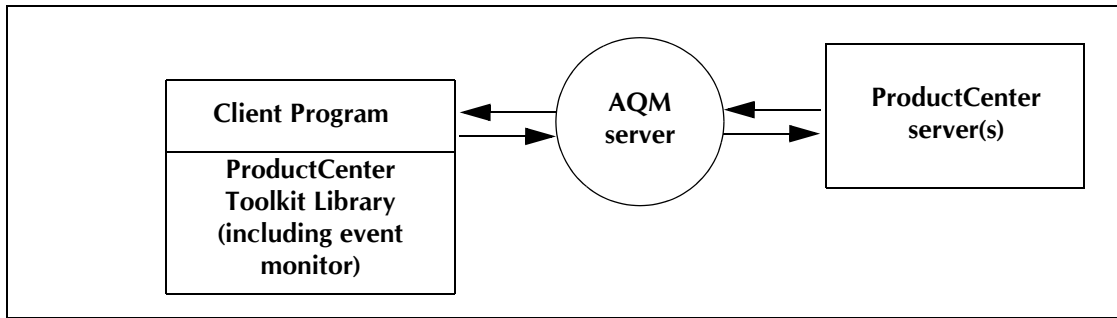 Client Program
ProductCenter
Toolkit Library
(including event
monitor)
AQM
server
ProductCenter
server(s)